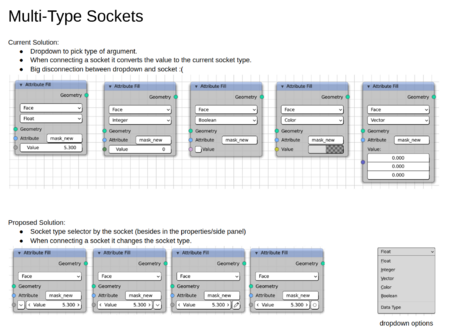 Multi-Type Sockets
Current Solution:
● Dropdown to pick type of argument.
● When connecting a socket it converts the value to the current socket type.
● Big disconnection between dropdown and socket :(
Attribute Fill
Geometry
Face
Float
Geometry
Attribute mask_new
Value 5.300
Attribute Fill
Geometry
Face
Integer
Geometry
Attribute mask_new
Value 0
Attribute Fill
Geometry
Face
Boolean
Geometry
Attribute mask_new
Value
Attribute Fill
Geometry
Face
Color
Geometry
Attribute mask_new
Value
Attribute Fill
Geometry
Face
Vector
Geometry
Attribute mask_new
Value:
0.000
0.000
0.000
Proposed Solution:
● Socket type selector by the socket (besides in the properties/side panel)
● When connecting a socket it changes the socket type.
Attribute Fill
Geometry
Face
Geometry
Attribute mask_new
Value 5.300
Attribute Fill
Geometry
Face
Geometry
Attribute mask_new
Value 5.300
Attribute Fill
Geometry
Face
Geometry
Attribute mask_new
Value 5.300
Attribute Fill
Geometry
Face
Geometry
Attribute mask_new
Value 5.300
Float
Float
Integer
Vector
Color
Boolean
Data Type
dropdown options